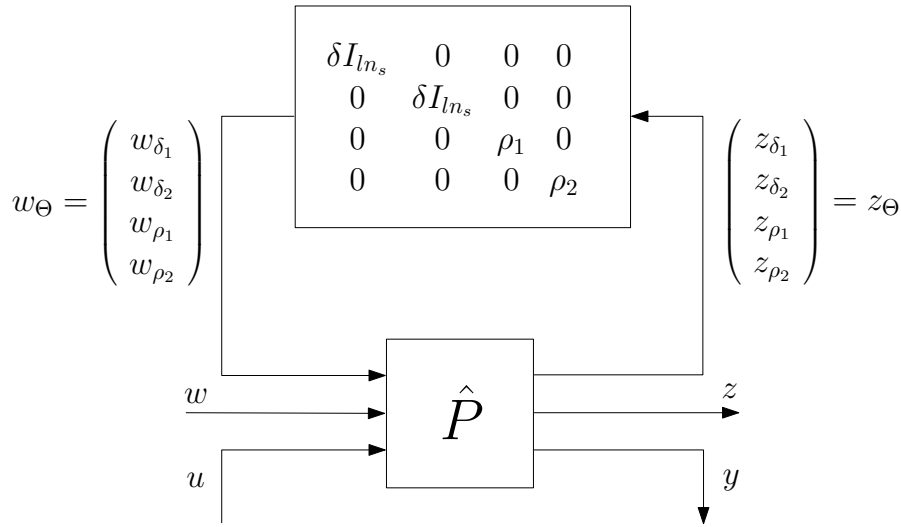 δI_{ln_s} 0 0 0
0 δI_{ln_s} 0 0
0 0 ρ_1 0
0 0 0 ρ_2
w_Θ = ( w_{δ_1} w_{δ_2} w_{ρ_1} w_{ρ_2} )
( z_{δ_1} z_{δ_2} z_{ρ_1} z_{ρ_2} ) = z_Θ
w
z
P̂
u
y